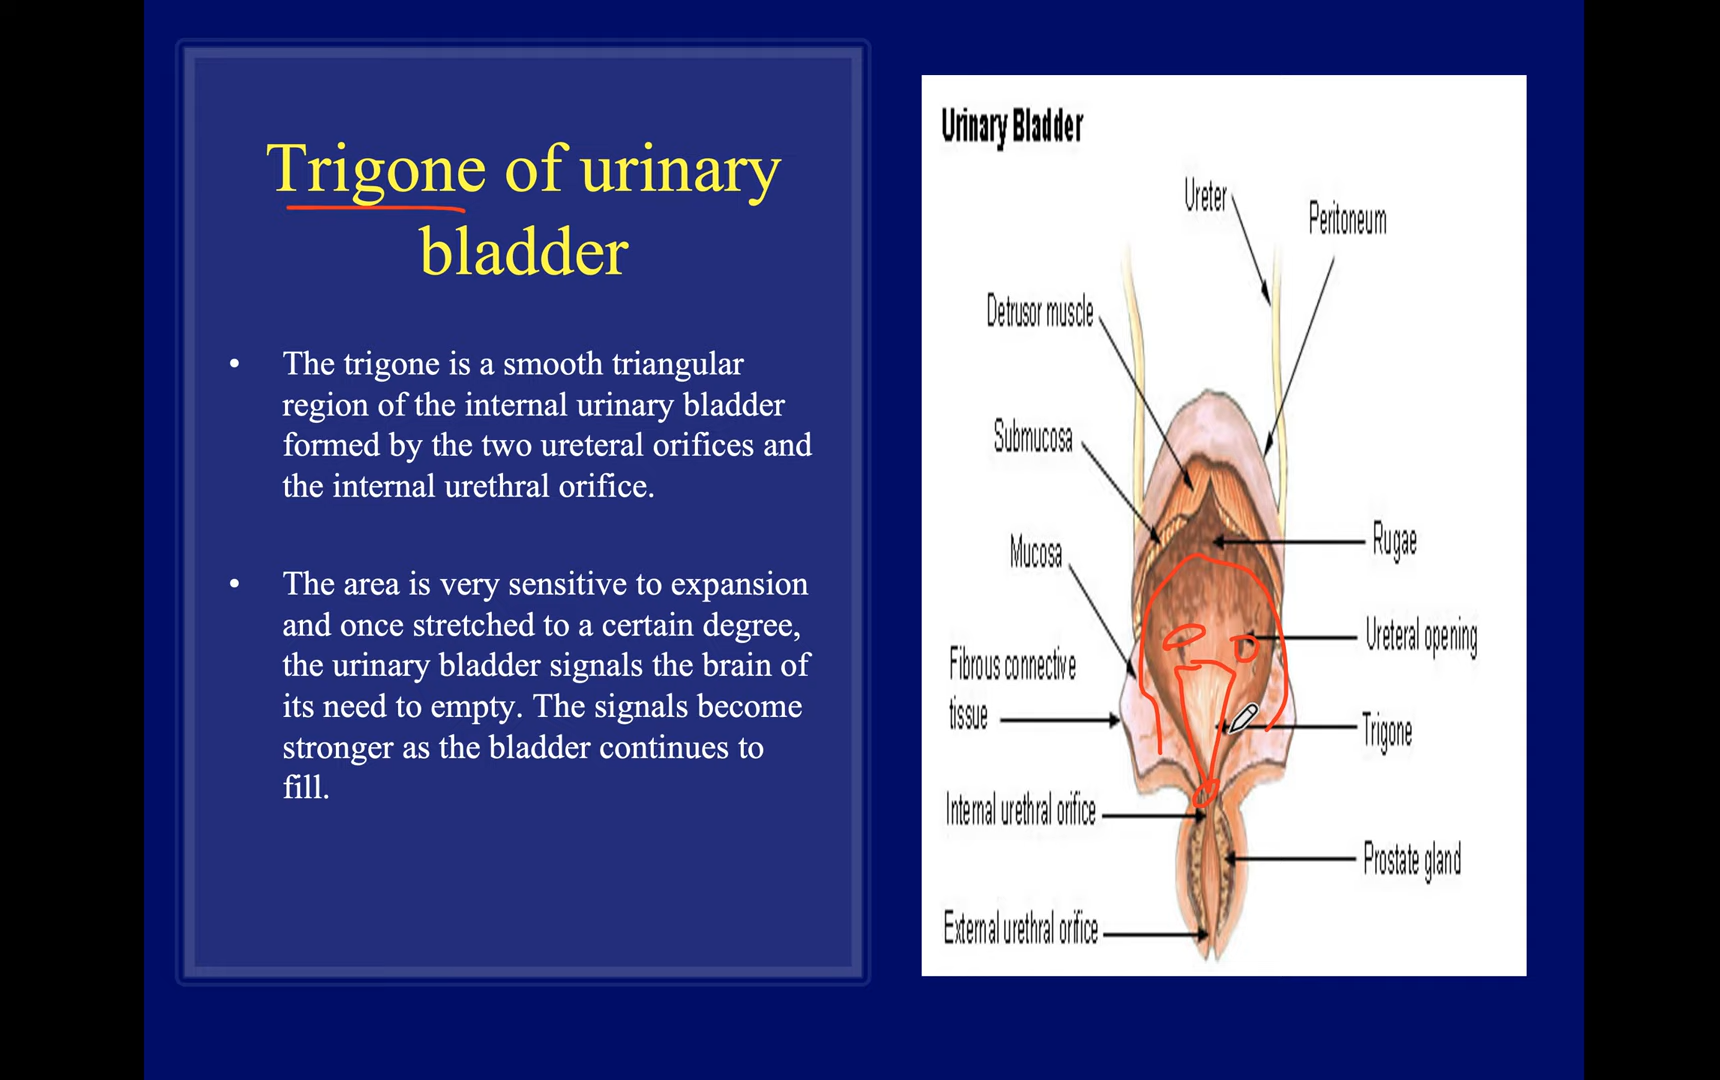 Trigone of urinary
bladder
• The trigone is a smooth triangular
region of the internal urinary bladder
formed by the two ureteral orifices and
the internal urethral orifice.
• The area is very sensitive to expansion
and once stretched to a certain degree,
the urinary bladder signals the brain of
its need to empty. The signals become
stronger as the bladder continues to
fill.
Urinary Bladder
Ureter
Peritoneum
Detrusor muscle
Submucosa
Rugae
Mucosa
Ureteral opening
Fibrous connective
tissue
Trigone
Internal urethral orifice
Prostate gland
External urethral orifice